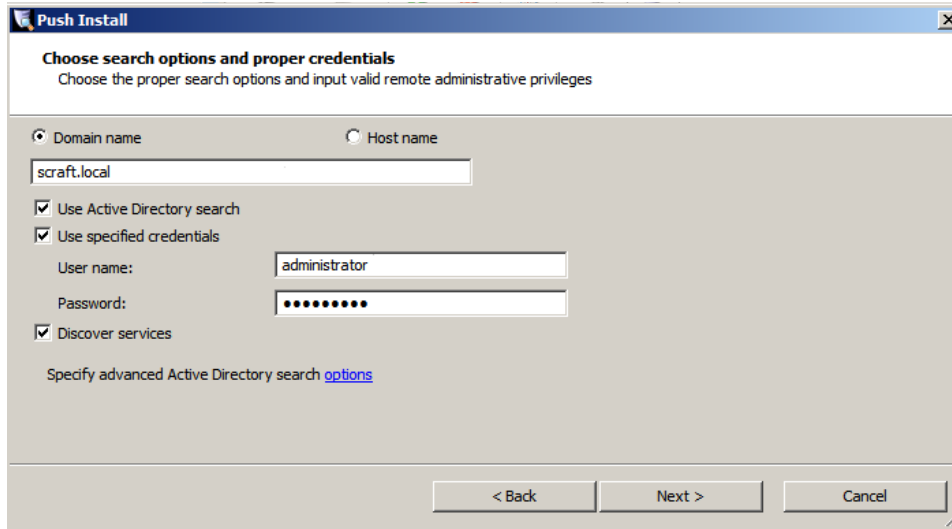 Push Install
Choose search options and proper credentials
Choose the proper search options and input valid remote administrative privileges
Domain name Host name
scraft.local
Use Active Directory search
Use specified credentials
User name: administrator
Password: •••••••••
Discover services
Specify advanced Active Directory search options
< Back Next > Cancel